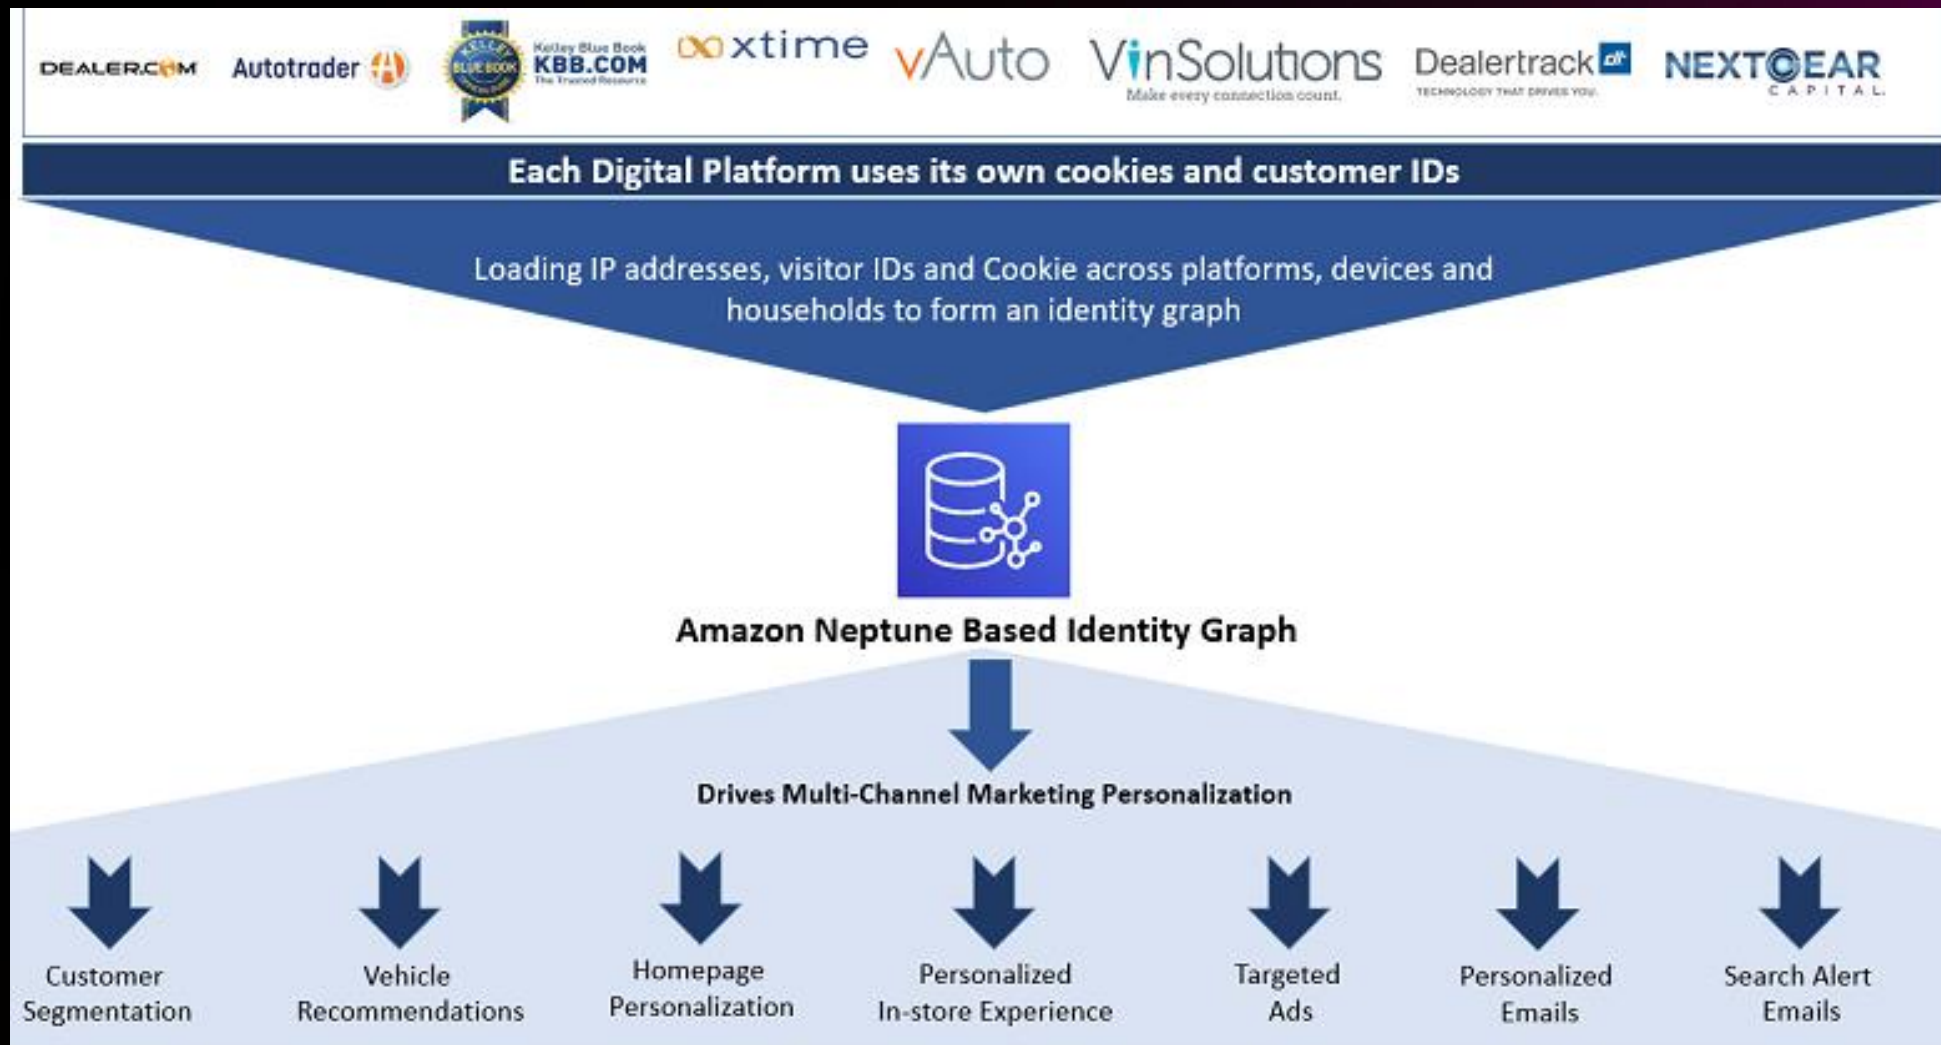 DEALER.COM
Autotrader
KELLEY
BLUE BOOK
Kelley Blue Book
KBB.COM
The Trusted Resource
xtime
vAuto
VinSolutions
Make every connection count.
Dealertrack dt
TECHNOLOGY THAT DRIVES YOU.
NEXTGEAR
CAPITAL
Each Digital Platform uses its own cookies and customer IDs
Loading IP addresses, visitor IDs and Cookie across platforms, devices and
households to form an identity graph
Amazon Neptune Based Identity Graph
Drives Multi-Channel Marketing Personalization
Customer
Segmentation
Vehicle
Recommendations
Homepage
Personalization
Personalized
In-store Experience
Targeted
Ads
Personalized
Emails
Search Alert
Emails